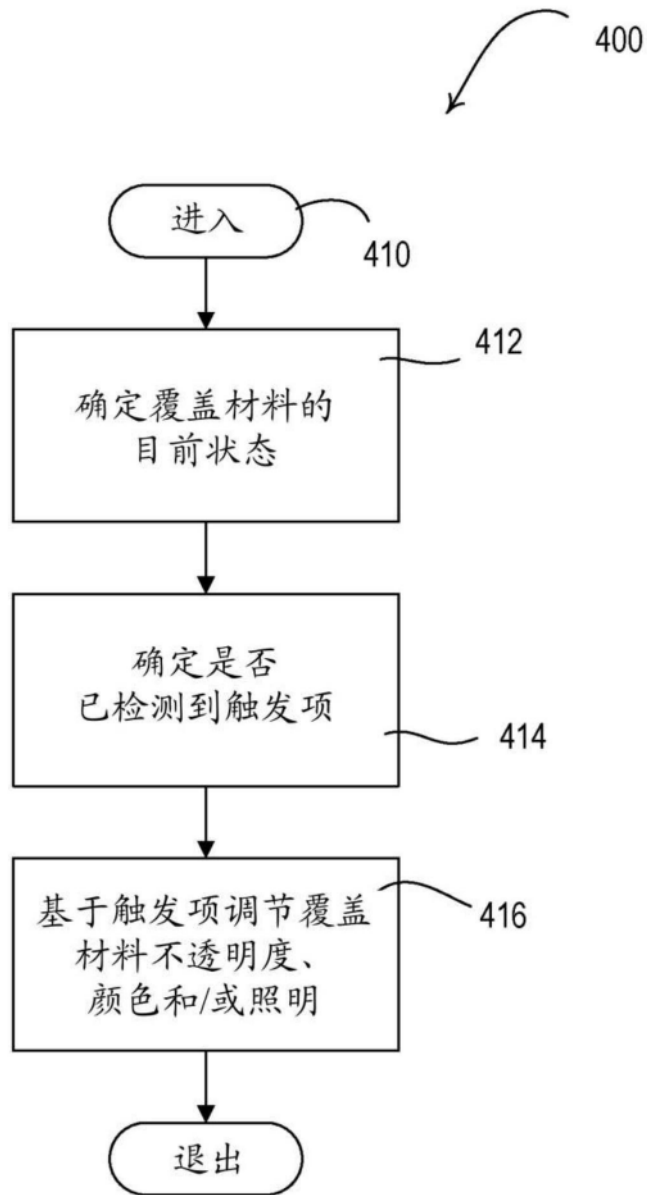 400
进入
410
412
确定覆盖材料的
目前状态
确定是否
已检测到触发项
414
基于触发项调节覆盖
材料不透明度、
颜色和/或照明
416
退出